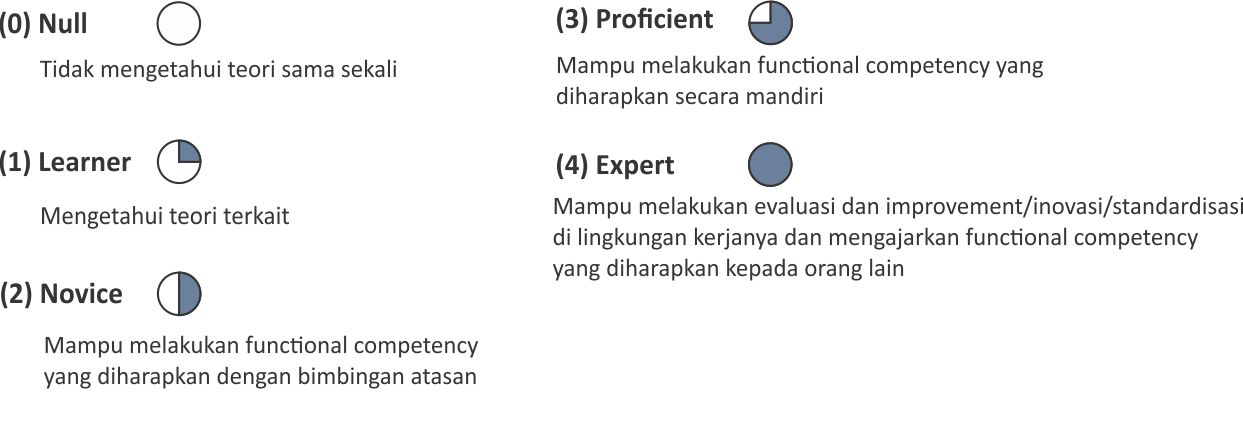 (0) Null
Tidak mengetahui teori sama sekali
(1) Learner
Mengetahui teori terkait
(2) Novice
Mampu melakukan functional competency
yang diharapkan dengan bimbingan atasan
(3) Proficient
Mampu melakukan functional competency yang
diharapkan secara mandiri
(4) Expert
Mampu melakukan evaluasi dan improvement/inovasi/standardisasi
di lingkungan kerjanya dan mengajarkan functional competency
yang diharapkan kepada orang lain